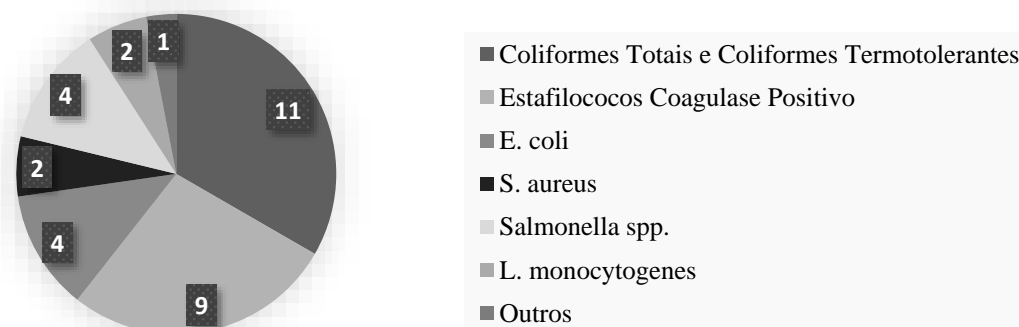 2
1
4
11
2
4
9
Coliformes Totais e Coliformes Termotolerantes
Estafilococos Coagulase Positivo
E. coli
S. aureus
Salmonella spp.
L. monocytogenes
Outros